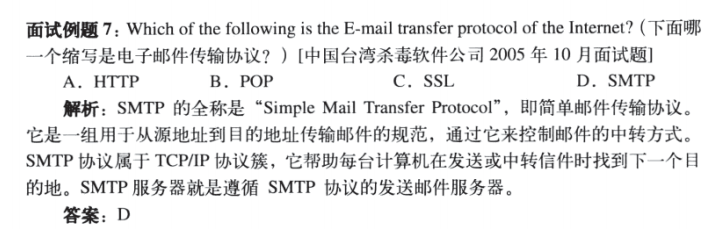 面试例题 7：Which of the following is the E-mail transfer protocol of the Internet?（下面哪
一个缩写是电子邮件传输协议？）[中国台湾杀毒软件公司 2005 年 10 月面试题]
A．HTTP B．POP C．SSL D．SMTP
解析：SMTP 的全称是“Simple Mail Transfer Protocol”，即简单邮件传输协议。
它是一组用于从源地址到目的地址传输邮件的规范，通过它来控制邮件的中转方式。
SMTP 协议属于 TCP/IP 协议簇，它帮助每台计算机在发送或中转信件时找到下一个目
的地。SMTP 服务器就是遵循 SMTP 协议的发送邮件服务器。
答案：D